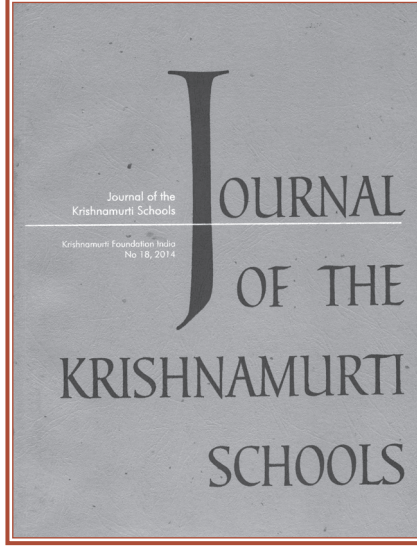 JOURNAL
OF THE
KRISHNAMURTI
SCHOOLS
Journal of the
Krishnamurti Schools
Krishnamurti Foundation India
No 18, 2014